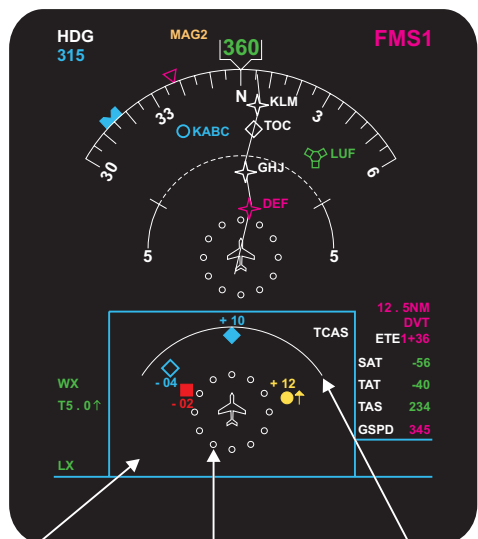 HDG
315
MAG2
360
FMS1
N
33
3
30
6
KLM
TOC
KABC
LUF
GHJ
DEF
5
5
12 . 5NM
DVT
ETE1+36
+ 10
TCAS
SAT -56
- 04
WX
TAT -40
+ 12
- 02
T5 . 0↑
TAS 234
GSPD 345
LX